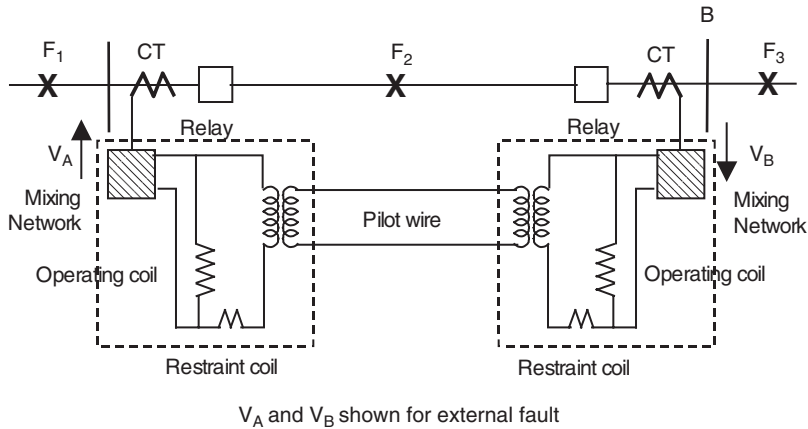 B
F1 CT F2 CT F3
Relay Relay
VA VB
Mixing
Network
Mixing
Network
Pilot wire
Operating coil Operating coil
Restraint coil Restraint coil
VA and VB shown for external fault